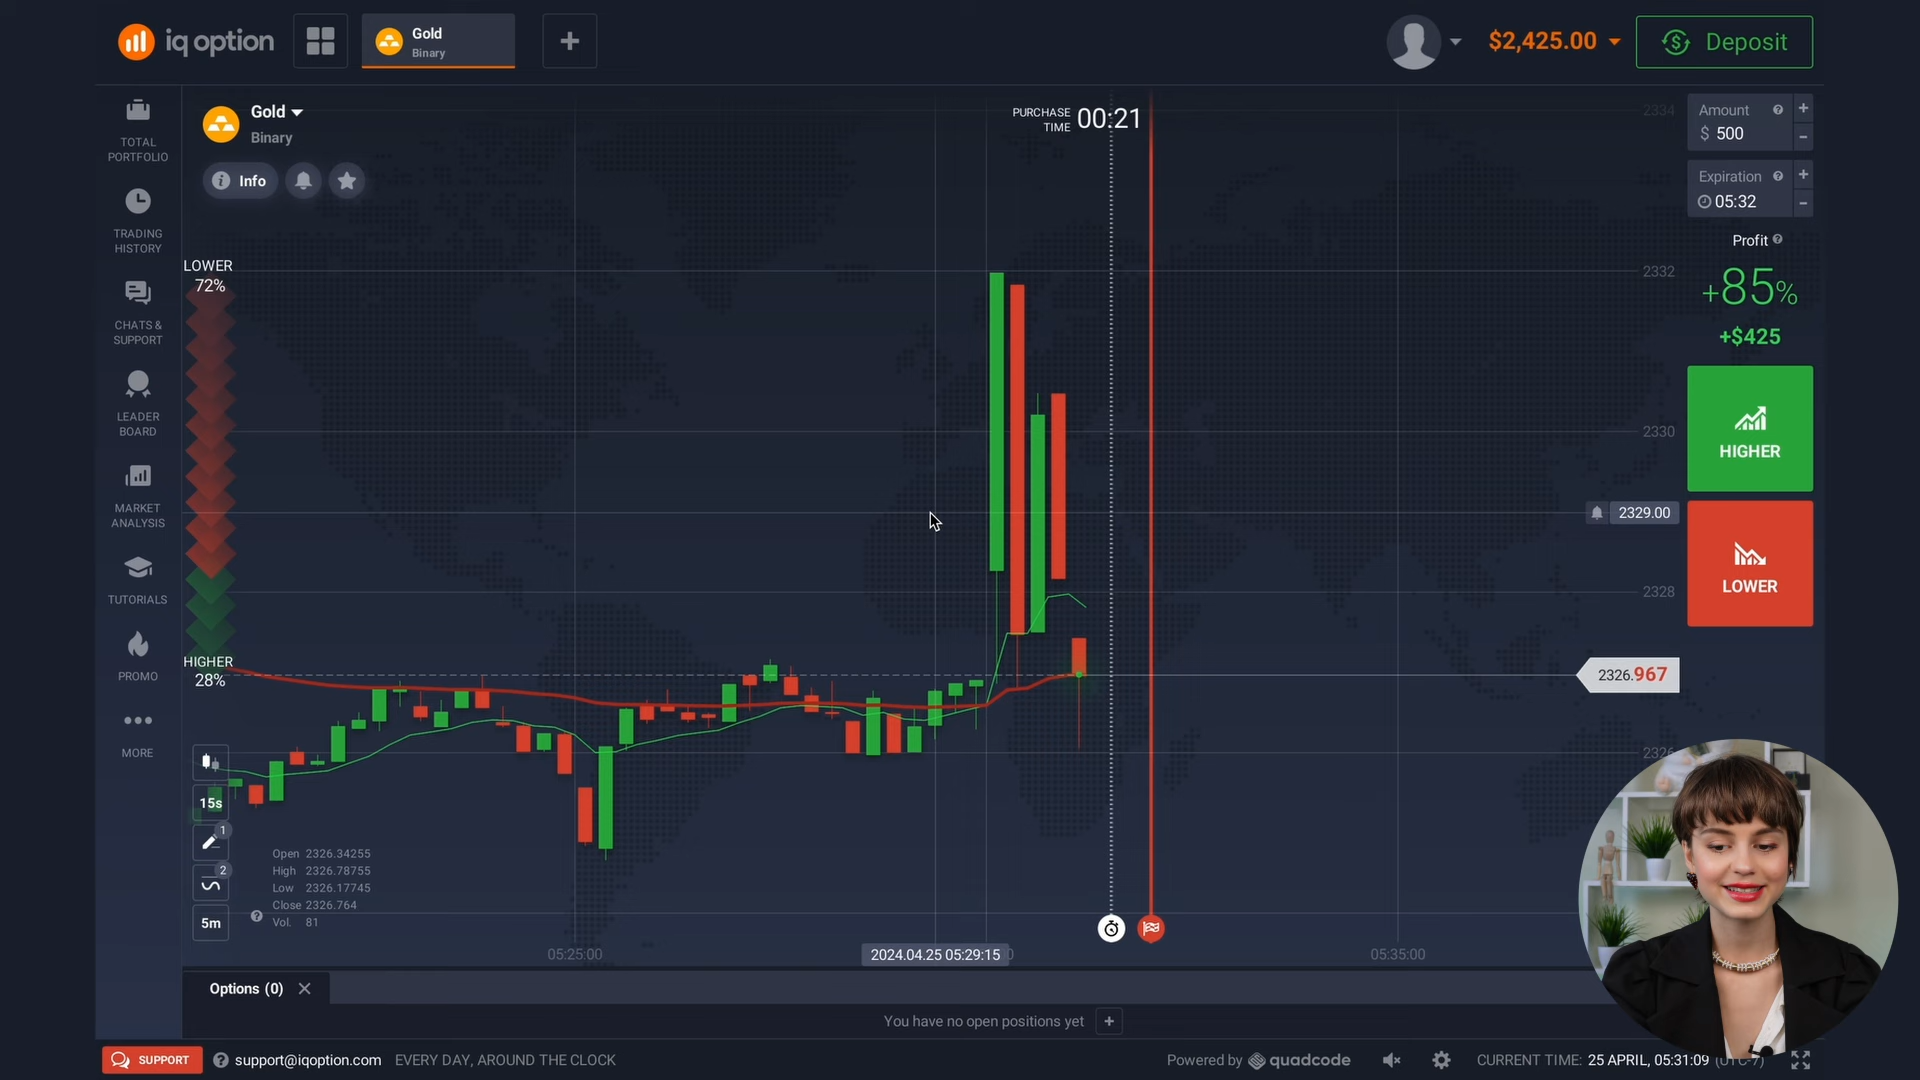 iq option
Gold
Binary
$2,425.00
Deposit
TOTAL
PORTFOLIO
TRADING
HISTORY
CHATS &
SUPPORT
LEADER
BOARD
MARKET
ANALYSIS
TUTORIALS
PROMO
MORE
Gold
Binary
Info
PURCHASE
TIME
00:21
LOWER
72%
HIGHER
28%
2334
2332
2330
2329.00
2328
2326.967
2326
Amount
$ 500
Expiration
05:32
Profit
+85%
+$425
HIGHER
LOWER
15s
1
2
5m
Open 2326.34255
High 2326.78755
Low 2326.17745
Close 2326.764
Vol. 81
05:25:00
2024.04.25 05:29:15
05:35:00
Options (0)
You have no open positions yet
SUPPORT
support@iqoption.com
EVERY DAY, AROUND THE CLOCK
Powered by quadcode
CURRENT TIME: 25 APRIL, 05:31:09 (UTC-7)